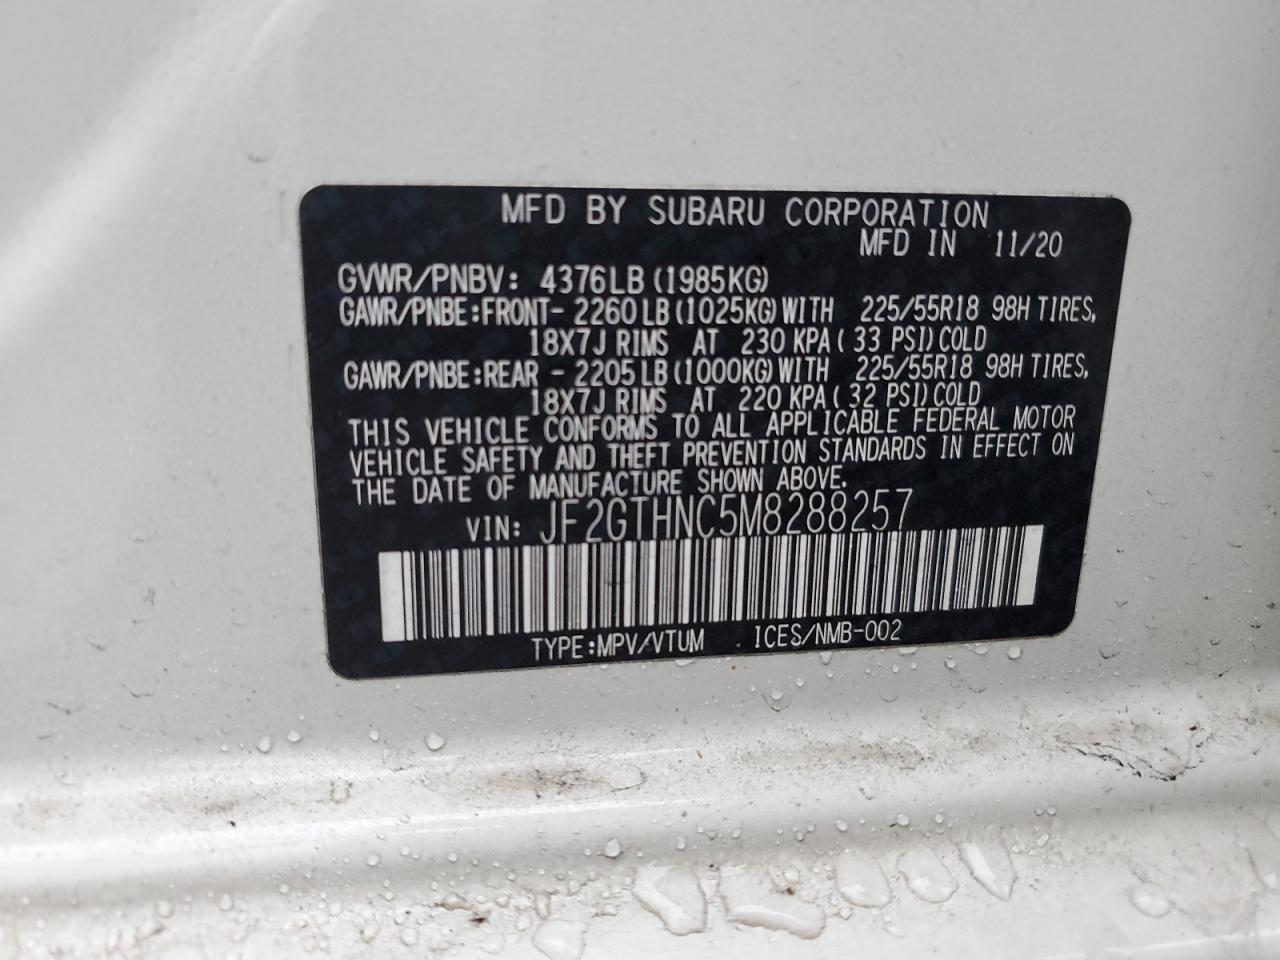 MFD BY SUBARU CORPORATION
MFD IN 11/20
GVWR/PNBV: 4376LB (1985KG)
GAWR/PNBE:FRONT- 2260LB (1025KG) WITH 225/55R18 98H TIRES,
18X7J RIMS AT 230 KPA ( 33 PSI) COLD
GAWR/PNBE:REAR - 2205LB (1000KG) WITH 225/55R18 98H TIRES,
18X7J RIMS AT 220 KPA ( 32 PSI) COLD
THIS VEHICLE CONFORMS TO ALL APPLICABLE FEDERAL MOTOR
VEHICLE SAFETY AND THEFT PREVENTION STANDARDS IN EFFECT ON
THE DATE OF MANUFACTURE SHOWN ABOVE.
VIN: JF2GTHNC5M8288257
TYPE:MPV/VTUM ICES/NMB-002